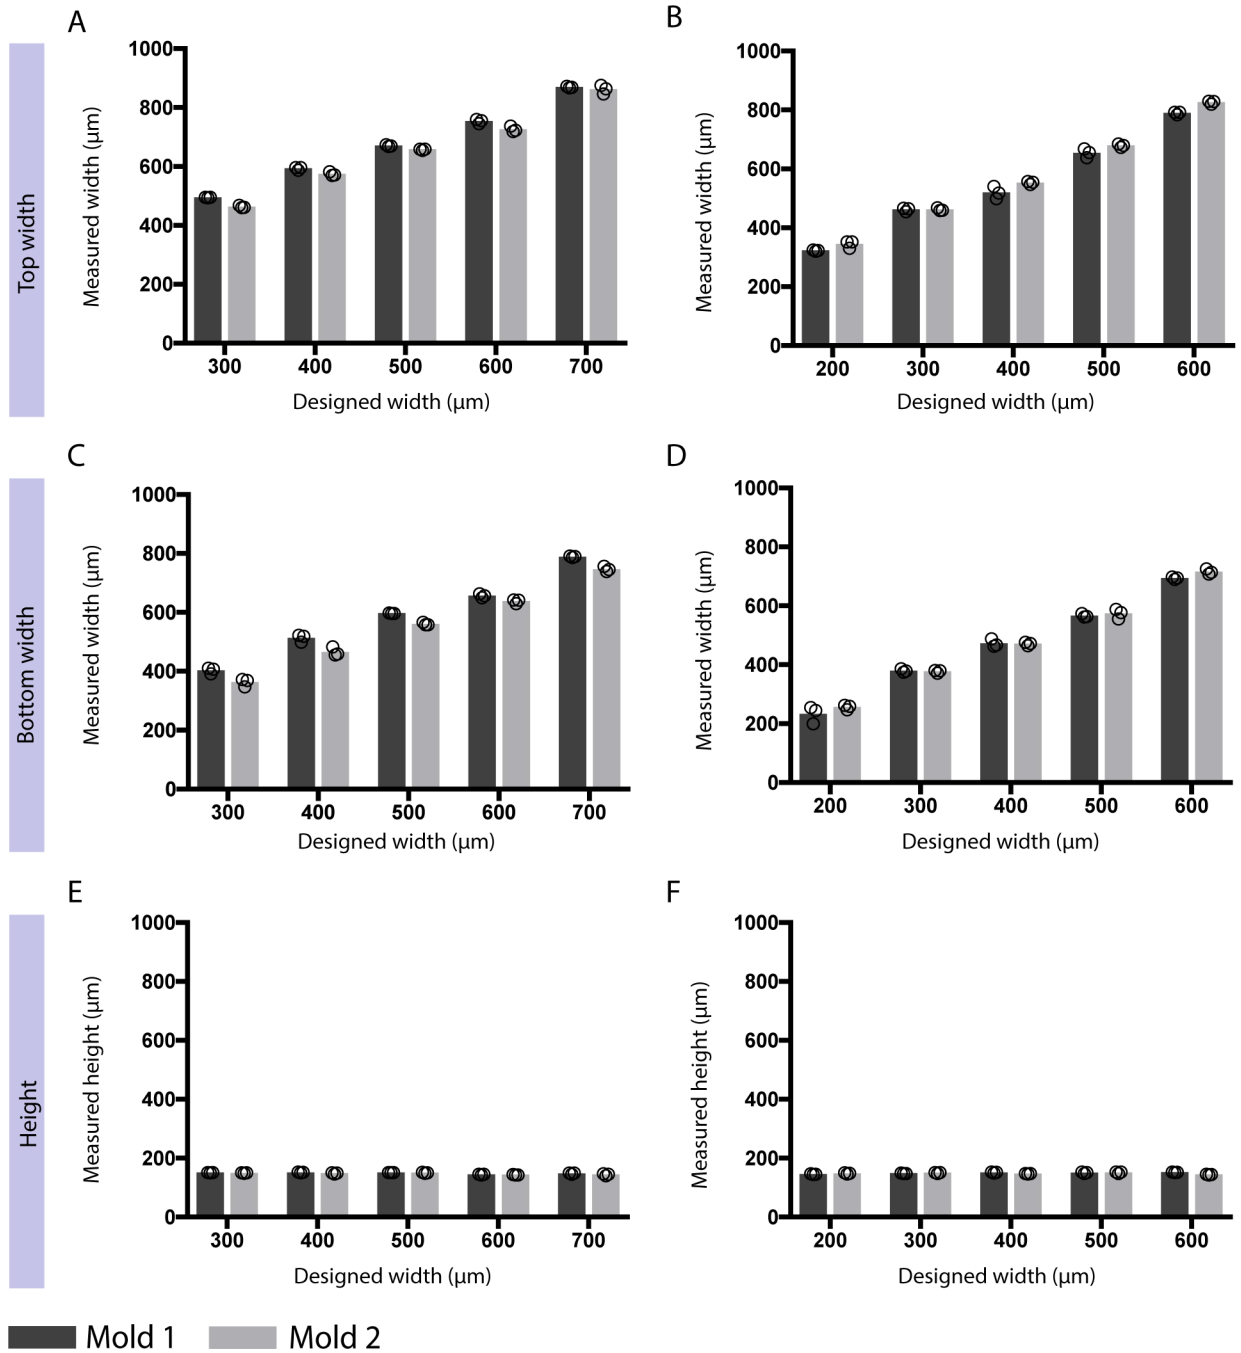 A
B
Top width
Measured width (µm)
1000
800
600
400
200
0
300 400 500 600 700
Designed width (µm)
Measured width (µm)
1000
800
600
400
200
0
200 300 400 500 600
Designed width (µm)
C
D
Bottom width
Measured width (µm)
1000
800
600
400
200
0
300 400 500 600 700
Designed width (µm)
Measured width (µm)
1000
800
600
400
200
0
200 300 400 500 600
Designed width (µm)
E
F
Height
Measured height (µm)
1000
800
600
400
200
0
300 400 500 600 700
Designed width (µm)
Measured height (µm)
1000
800
600
400
200
0
200 300 400 500 600
Designed width (µm)
Mold 1 Mold 2